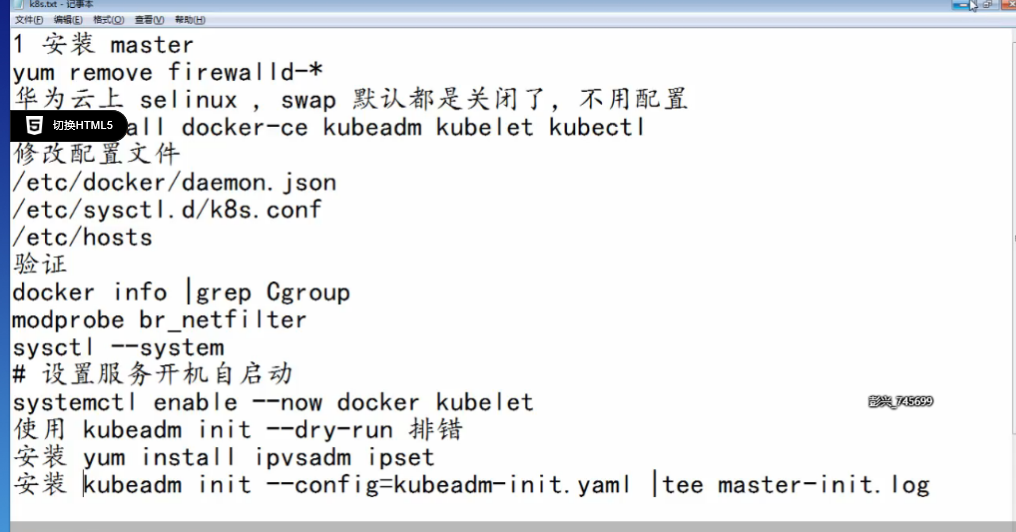 k8s.txt - 记事本
文件(F) 编辑(E) 格式(O) 查看(V) 帮助(H)
1 安装 master
yum remove firewalld-*
华为云上 selinux , swap 默认都是关闭了, 不用配置
切换HTML5
all docker-ce kubeadm kubelet kubectl
修改配置文件
/etc/docker/daemon.json
/etc/sysctl.d/k8s.conf
/etc/hosts
验证
docker info |grep Cgroup
modprobe br_netfilter
sysctl --system
# 设置服务开机自启动
systemctl enable --now docker kubelet
彭兴_745699
使用 kubeadm init --dry-run 排错
安装 yum install ipvsadm ipset
安装 kubeadm init --config=kubeadm-init.yaml |tee master-init.log